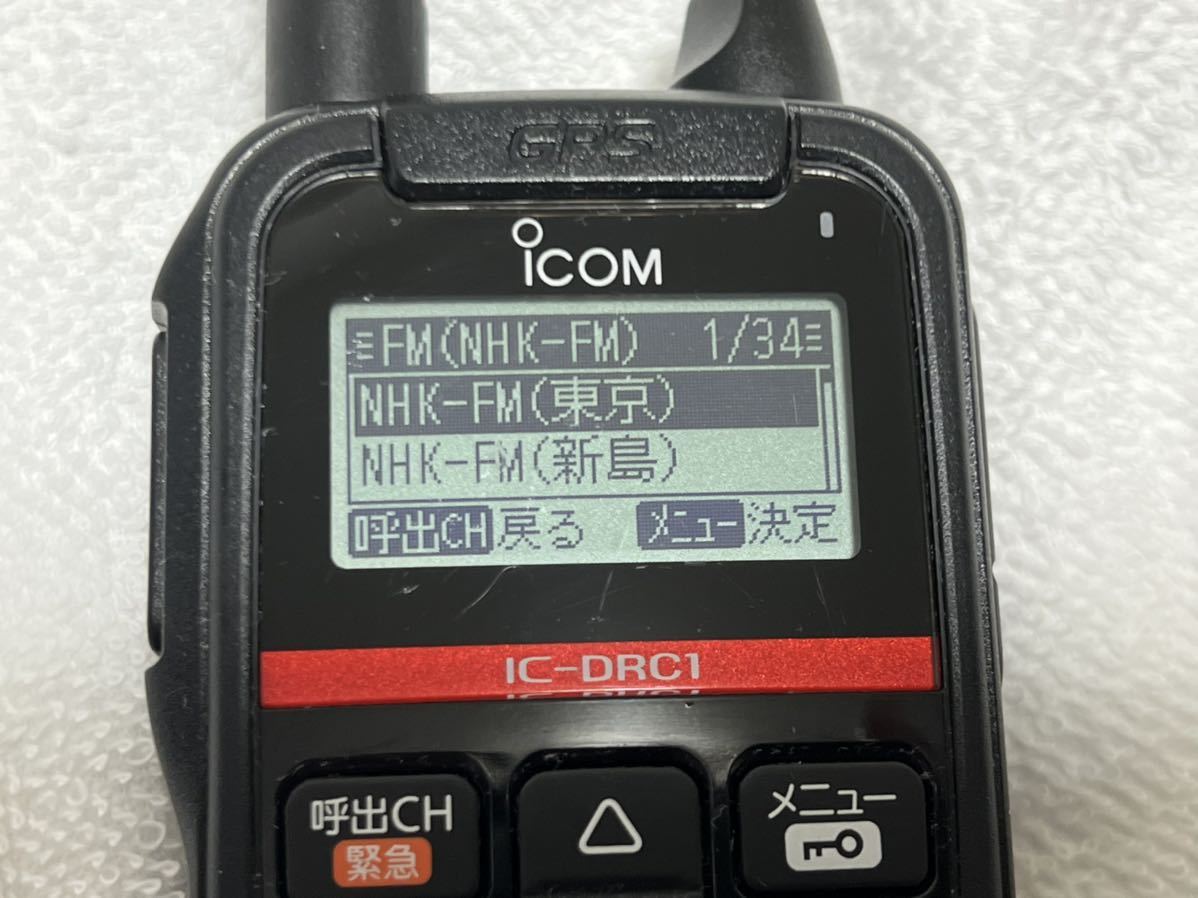 GPS
ICOM
FM(NHK-FM) 1/34
NHK-FM(東京)
NHK-FM(新島)
呼出CH戻る メニュー決定
IC-DRC1
呼出CH メニュー
緊急